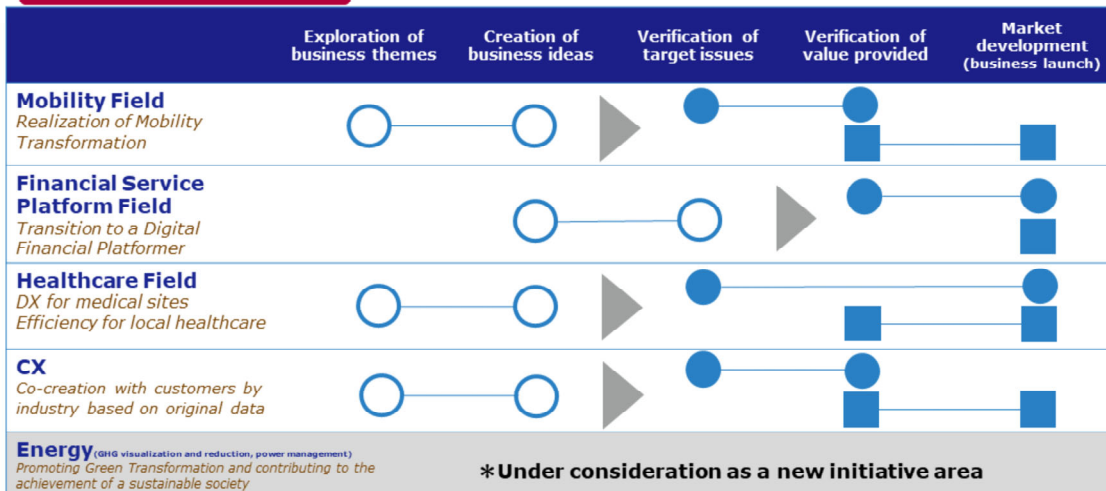 Exploration of
business themes
Creation of
business ideas
Verification of
target issues
Verification of
value provided
Market
development
(business launch)
Mobility Field
Realization of Mobility
Transformation
Financial Service
Platform Field
Transition to a Digital
Financial Platformer
Healthcare Field
DX for medical sites
Efficiency for local healthcare
CX
Co-creation with customers by
industry based on original data
Energy(GHG visualization and reduction, power management)
Promoting Green Transformation and contributing to the
achievement of a sustainable society
*Under consideration as a new initiative area